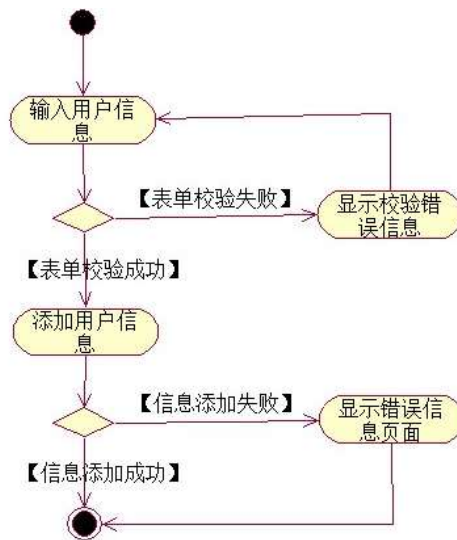 输入用户信
息
【表单校验失败】
显示校验错
误信息
【表单校验成功】
添加用户信
息
【信息添加失败】
显示错误信
息页面
【信息添加成功】